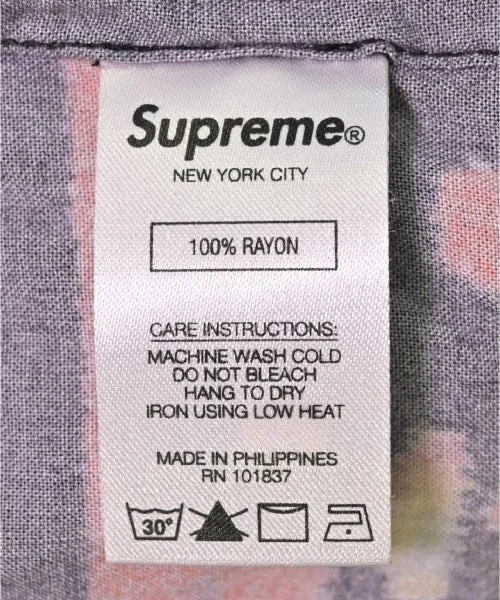 Supreme®
NEW YORK CITY
100% RAYON
CARE INSTRUCTIONS:
MACHINE WASH COLD
DO NOT BLEACH
HANG TO DRY
IRON USING LOW HEAT
MADE IN PHILIPPINES
RN 101837
30°